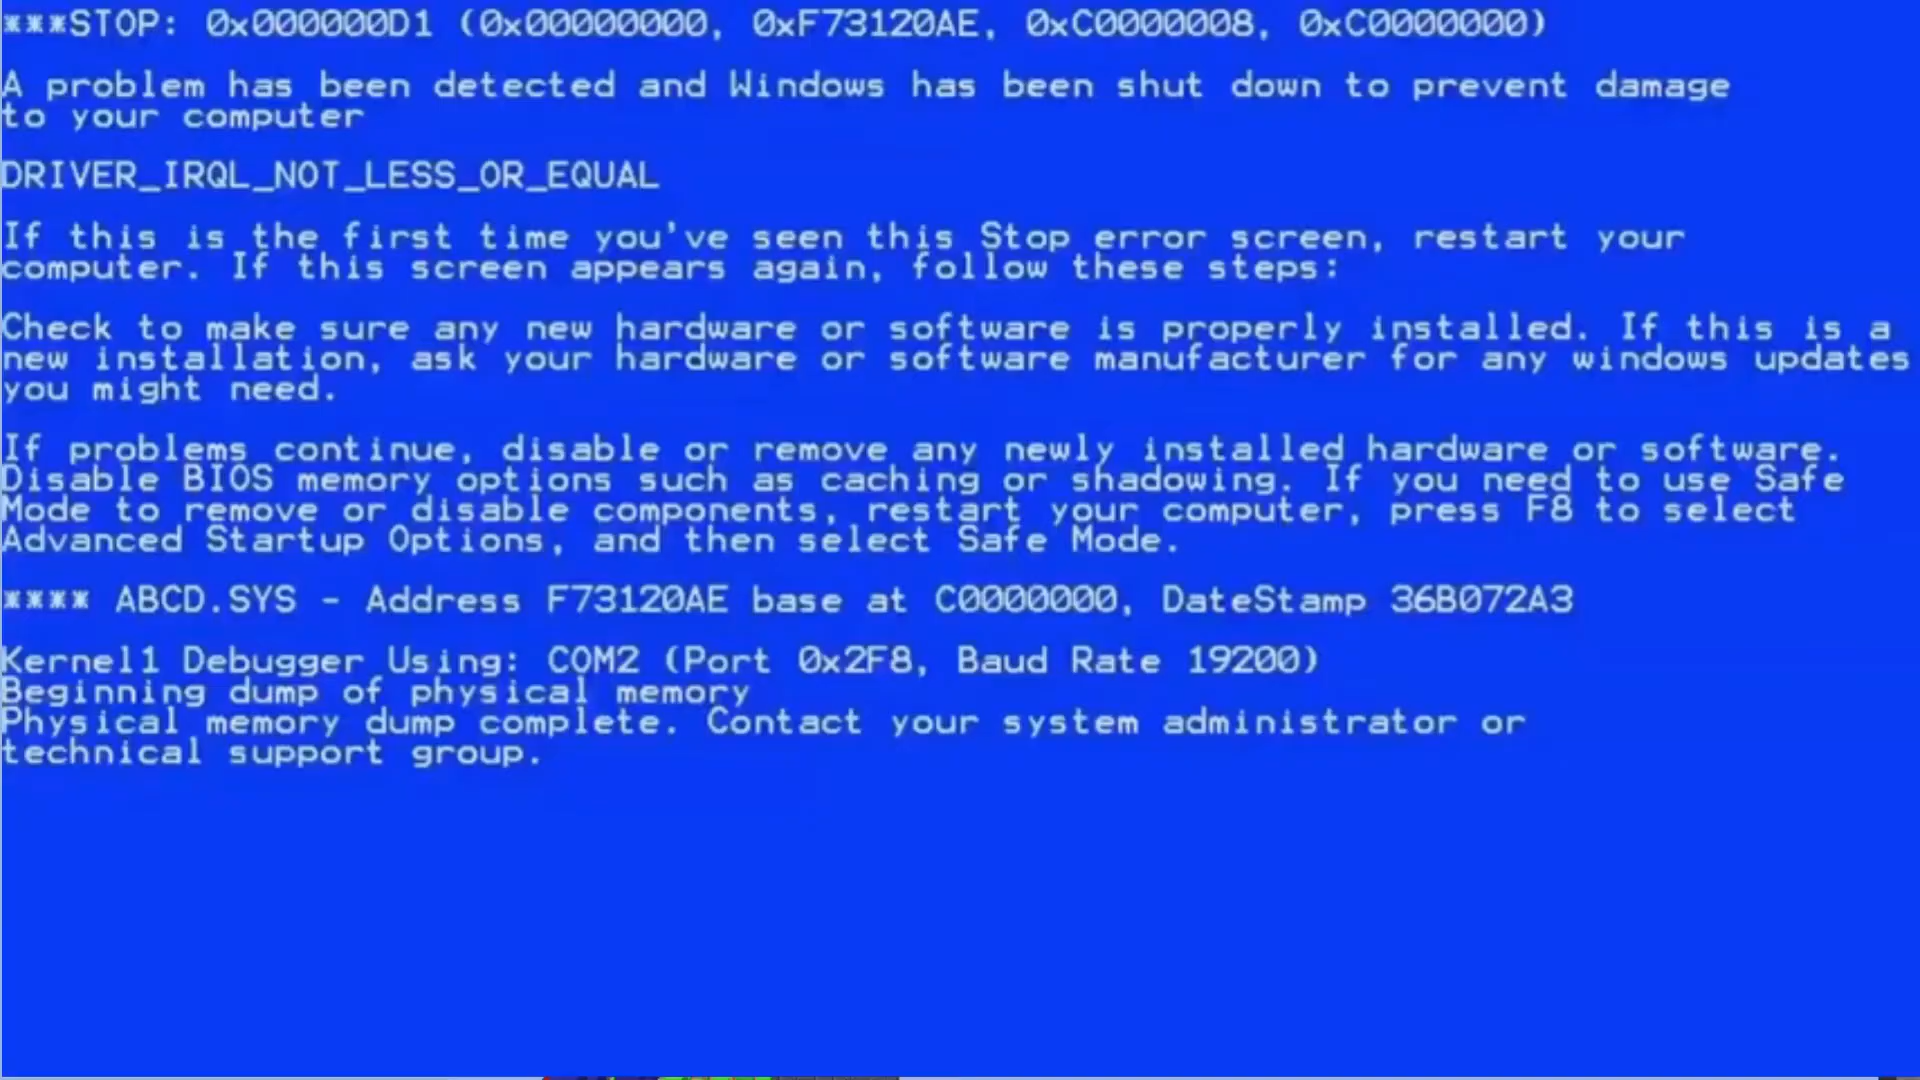 ***STOP: 0x000000D1 (0x00000000, 0xF73120AE, 0xC0000008, 0xC0000000)
A problem has been detected and Windows has been shut down to prevent damage
to your computer
DRIVER_IRQL_NOT_LESS_OR_EQUAL
If this is the first time you've seen this Stop error screen, restart your
computer. If this screen appears again, follow these steps:
Check to make sure any new hardware or software is properly installed. If this is a
new installation, ask your hardware or software manufacturer for any windows updates
you might need.
If problems continue, disable or remove any newly installed hardware or software.
Disable BIOS memory options such as caching or shadowing. If you need to use Safe
Mode to remove or disable components, restart your computer, press F8 to select
Advanced Startup Options, and then select Safe Mode.
**** ABCD.SYS - Address F73120AE base at C0000000, DateStamp 36B072A3
Kernel1 Debugger Using: COM2 (Port 0x2F8, Baud Rate 19200)
Beginning dump of physical memory
Physical memory dump complete. Contact your system administrator or
technical support group.